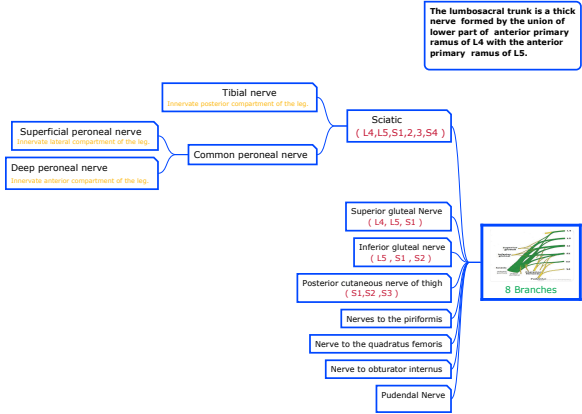 The lumbosacral trunk is a thick
nerve formed by the union of
lower part of anterior primary
ramus of L4 with the anterior
primary ramus of L5.
Tibial nerve
Innervate posterior compartment of the leg.
Sciatic
( L4,L5,S1,2,3,S4 )
Superficial peroneal nerve
Innervate lateral compartment of the leg.
Common peroneal nerve
Deep peroneal nerve
Innervate anterior compartment of the leg.
Superior gluteal Nerve
( L4, L5, S1 )
Inferior gluteal nerve
( L5 , S1 , S2 )
Posterior cutaneous nerve of thigh
( S1,S2 ,S3 )
8 Branches
Nerves to the piriformis
Nerve to the quadratus femoris
Nerve to obturator internus
Pudendal Nerve